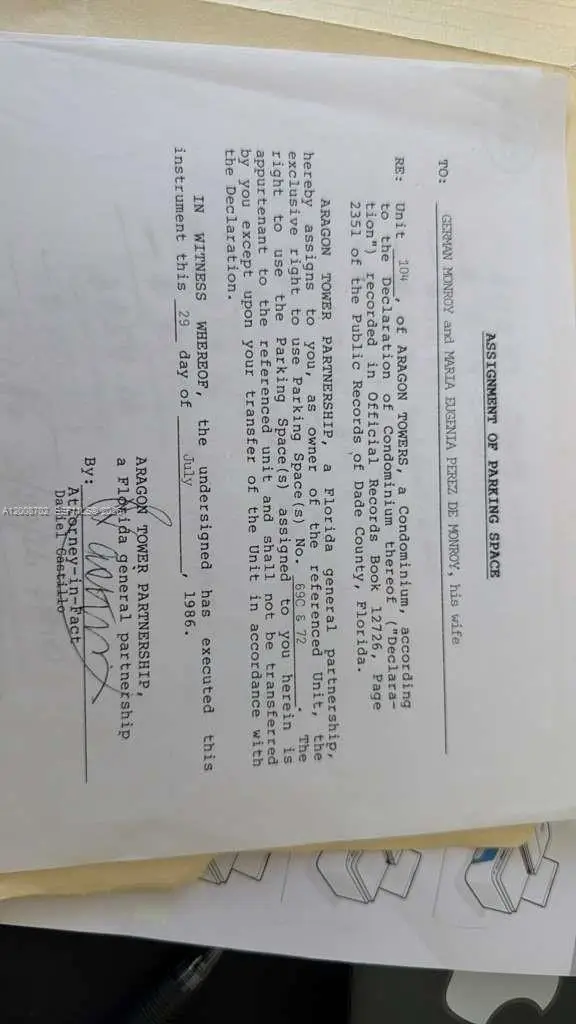 ASSIGNMENT OF PARKING SPACE
TO: GERMAN MONROY and MARIA EUGENIA PEREZ DE MONROY, his wife
RE: Unit 104, of ARAGON TOWERS, a Condominium, according
to the Declaration of Condominium thereof ("Declara-
tion") recorded in Official Records Book 12726, Page
2351 of the Public Records of Dade County, Florida.
ARAGON TOWER PARTNERSHIP, a Florida general partnership,
hereby assigns to you, as owner of the referenced Unit, the
exclusive right to use Parking Space(s) No. 69C & 72. The
right to use the Parking Space(s) assigned to you herein is
appurtenant to the referenced unit and shall not be transferred
by you except upon your transfer of the Unit in accordance with
the Declaration.
IN WITNESS WHEREOF, the undersigned has executed this
instrument this 29 day of July, 1986.
ARAGON TOWER PARTNERSHIP,
a Florida general partnership
By:
Attorney-in-Fact
Daniel Castillo